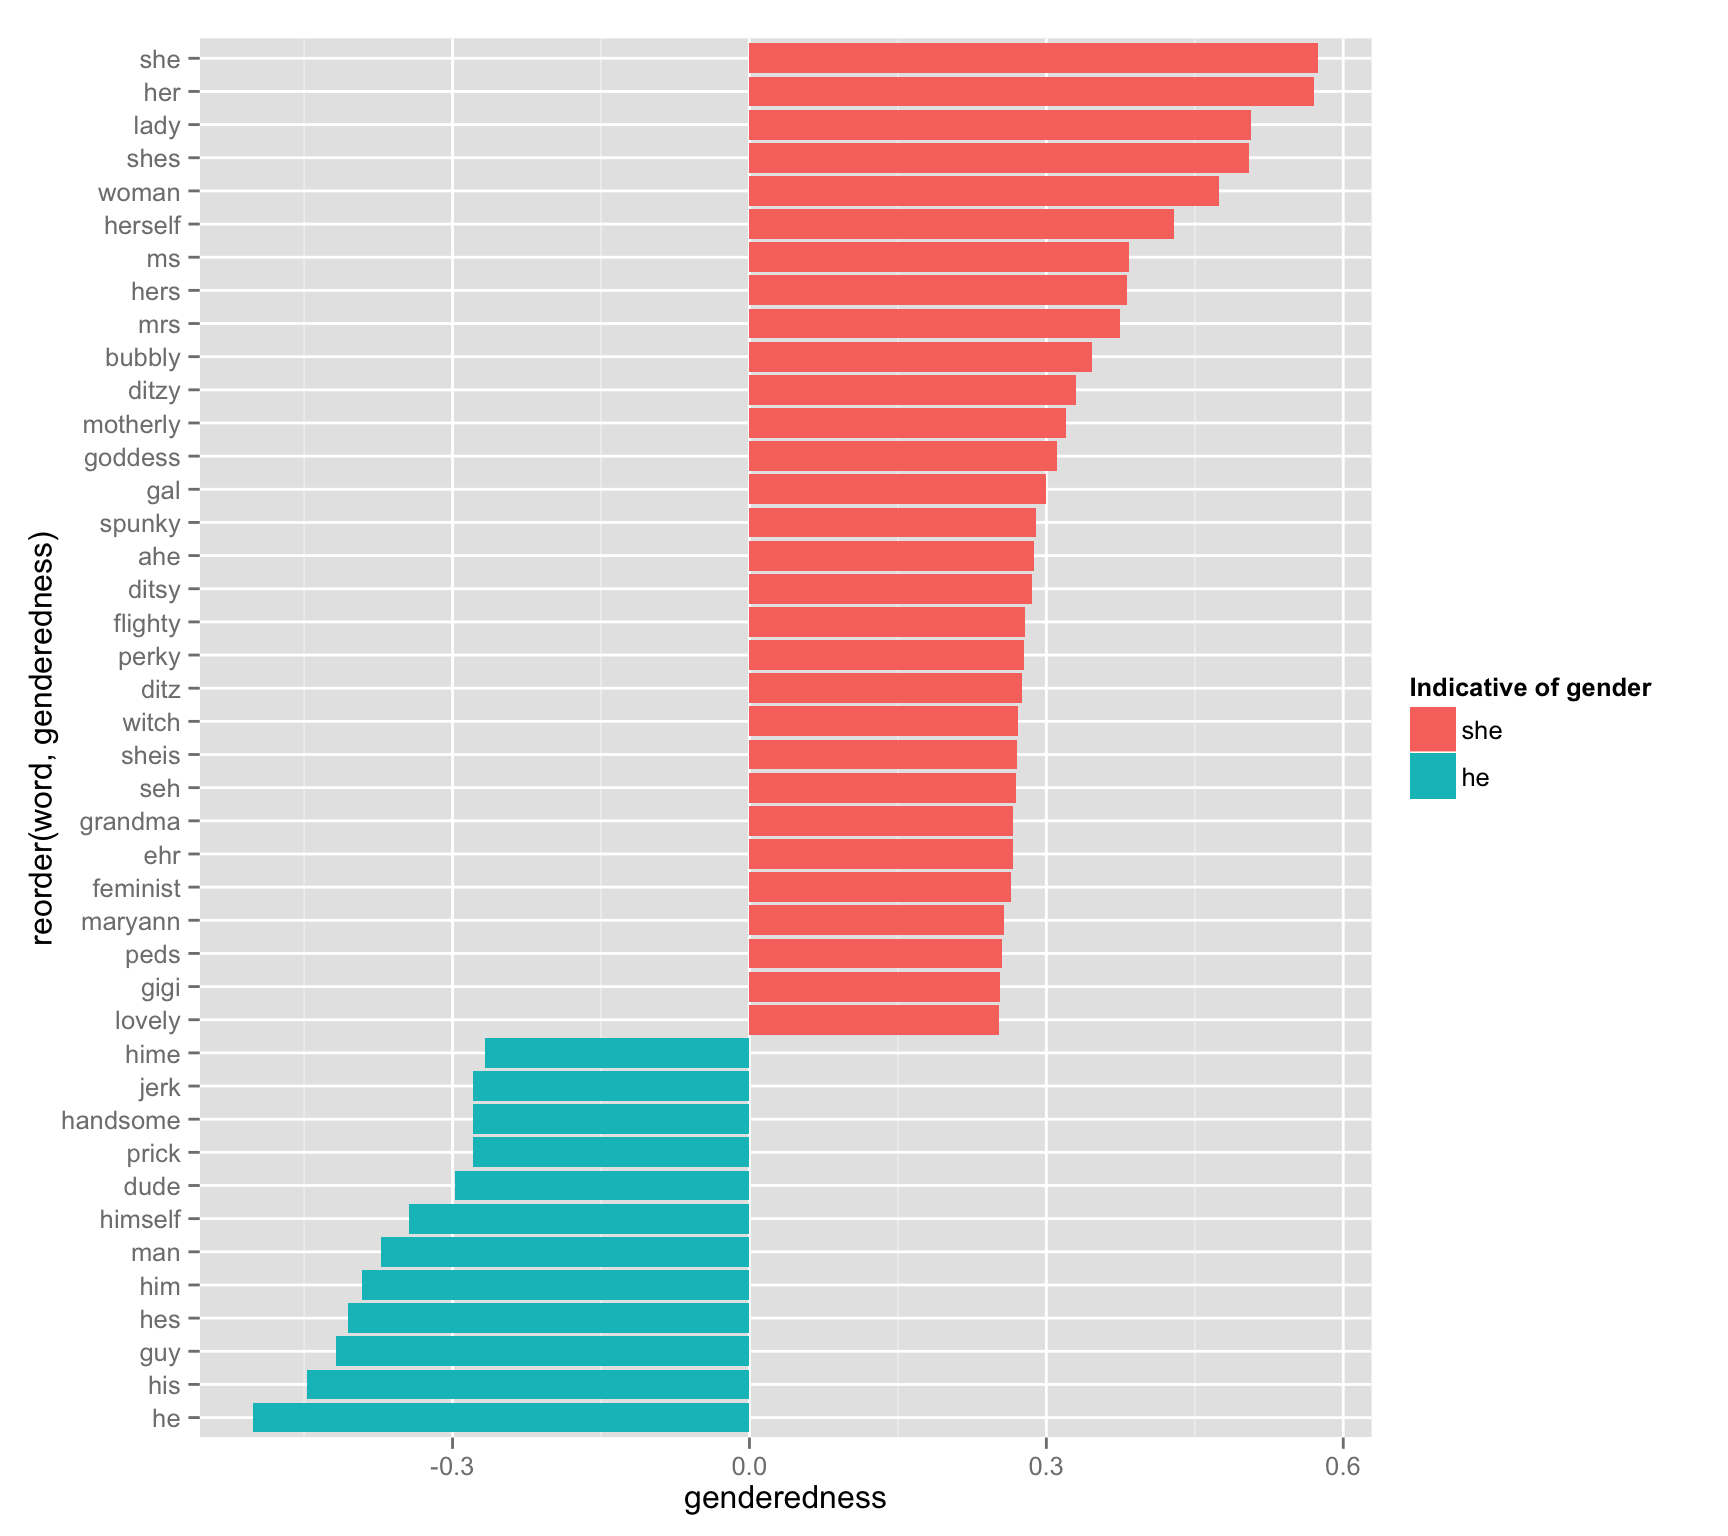 she
her
lady
shes
woman
herself
ms
hers
mrs
bubbly
ditzy
motherly
goddess
gal
spunky
ahe
ditsy
flighty
perky
ditz
witch
sheis
seh
grandma
ehr
feminist
maryann
peds
gigi
lovely
hime
jerk
handsome
prick
dude
himself
man
him
hes
guy
his
he
reorder(word, genderedness)
-0.3 0.0 0.3 0.6
genderedness
Indicative of gender
she
he